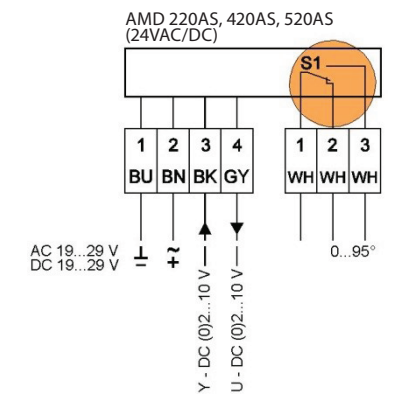 AMD 220AS, 420AS, 520AS
(24VAC/DC)
S1
1 2 3 4 1 2 3
BU BN BK GY WH WH WH
AC 19...29 V ⊥ ~
DC 19...29 V – +
0...95°
Y - DC (0)2...10 V
U - DC (0)2...10 V